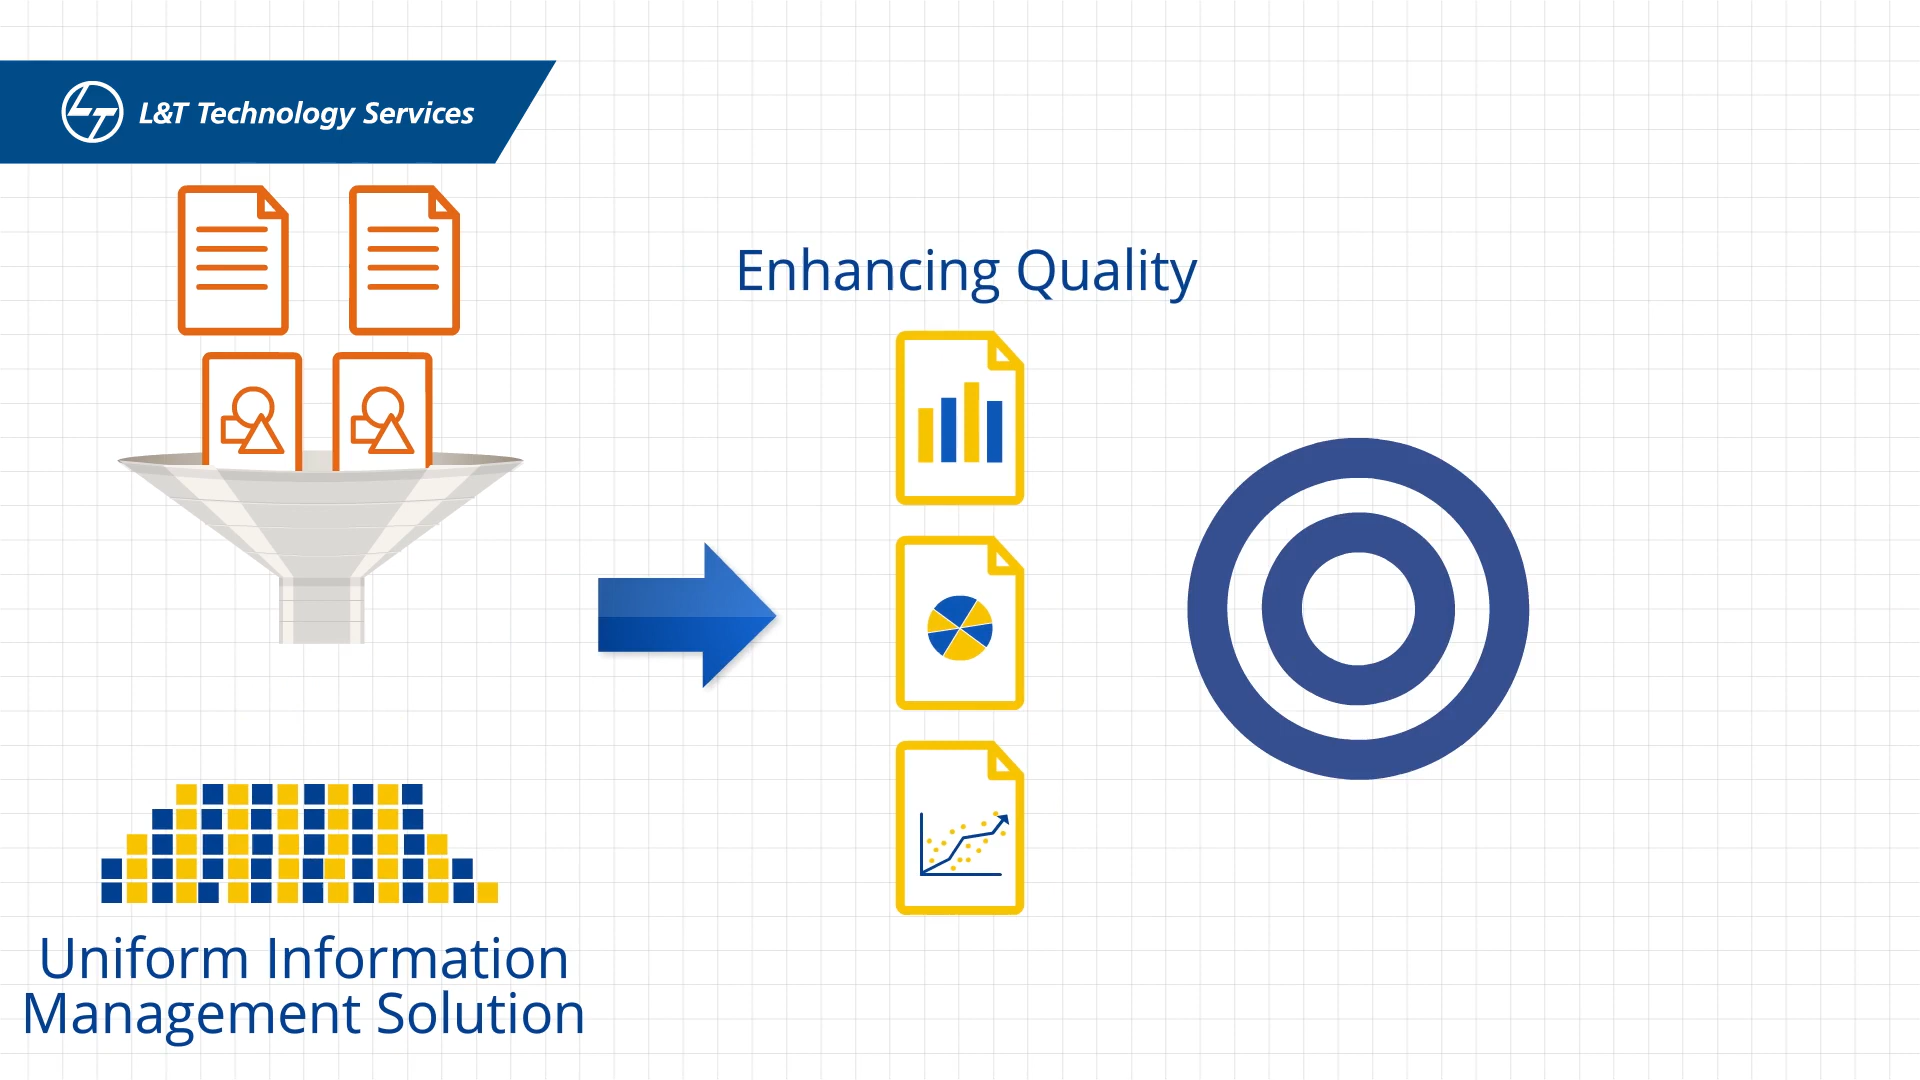 L&T Technology Services
Enhancing Quality
Uniform Information
Management Solution